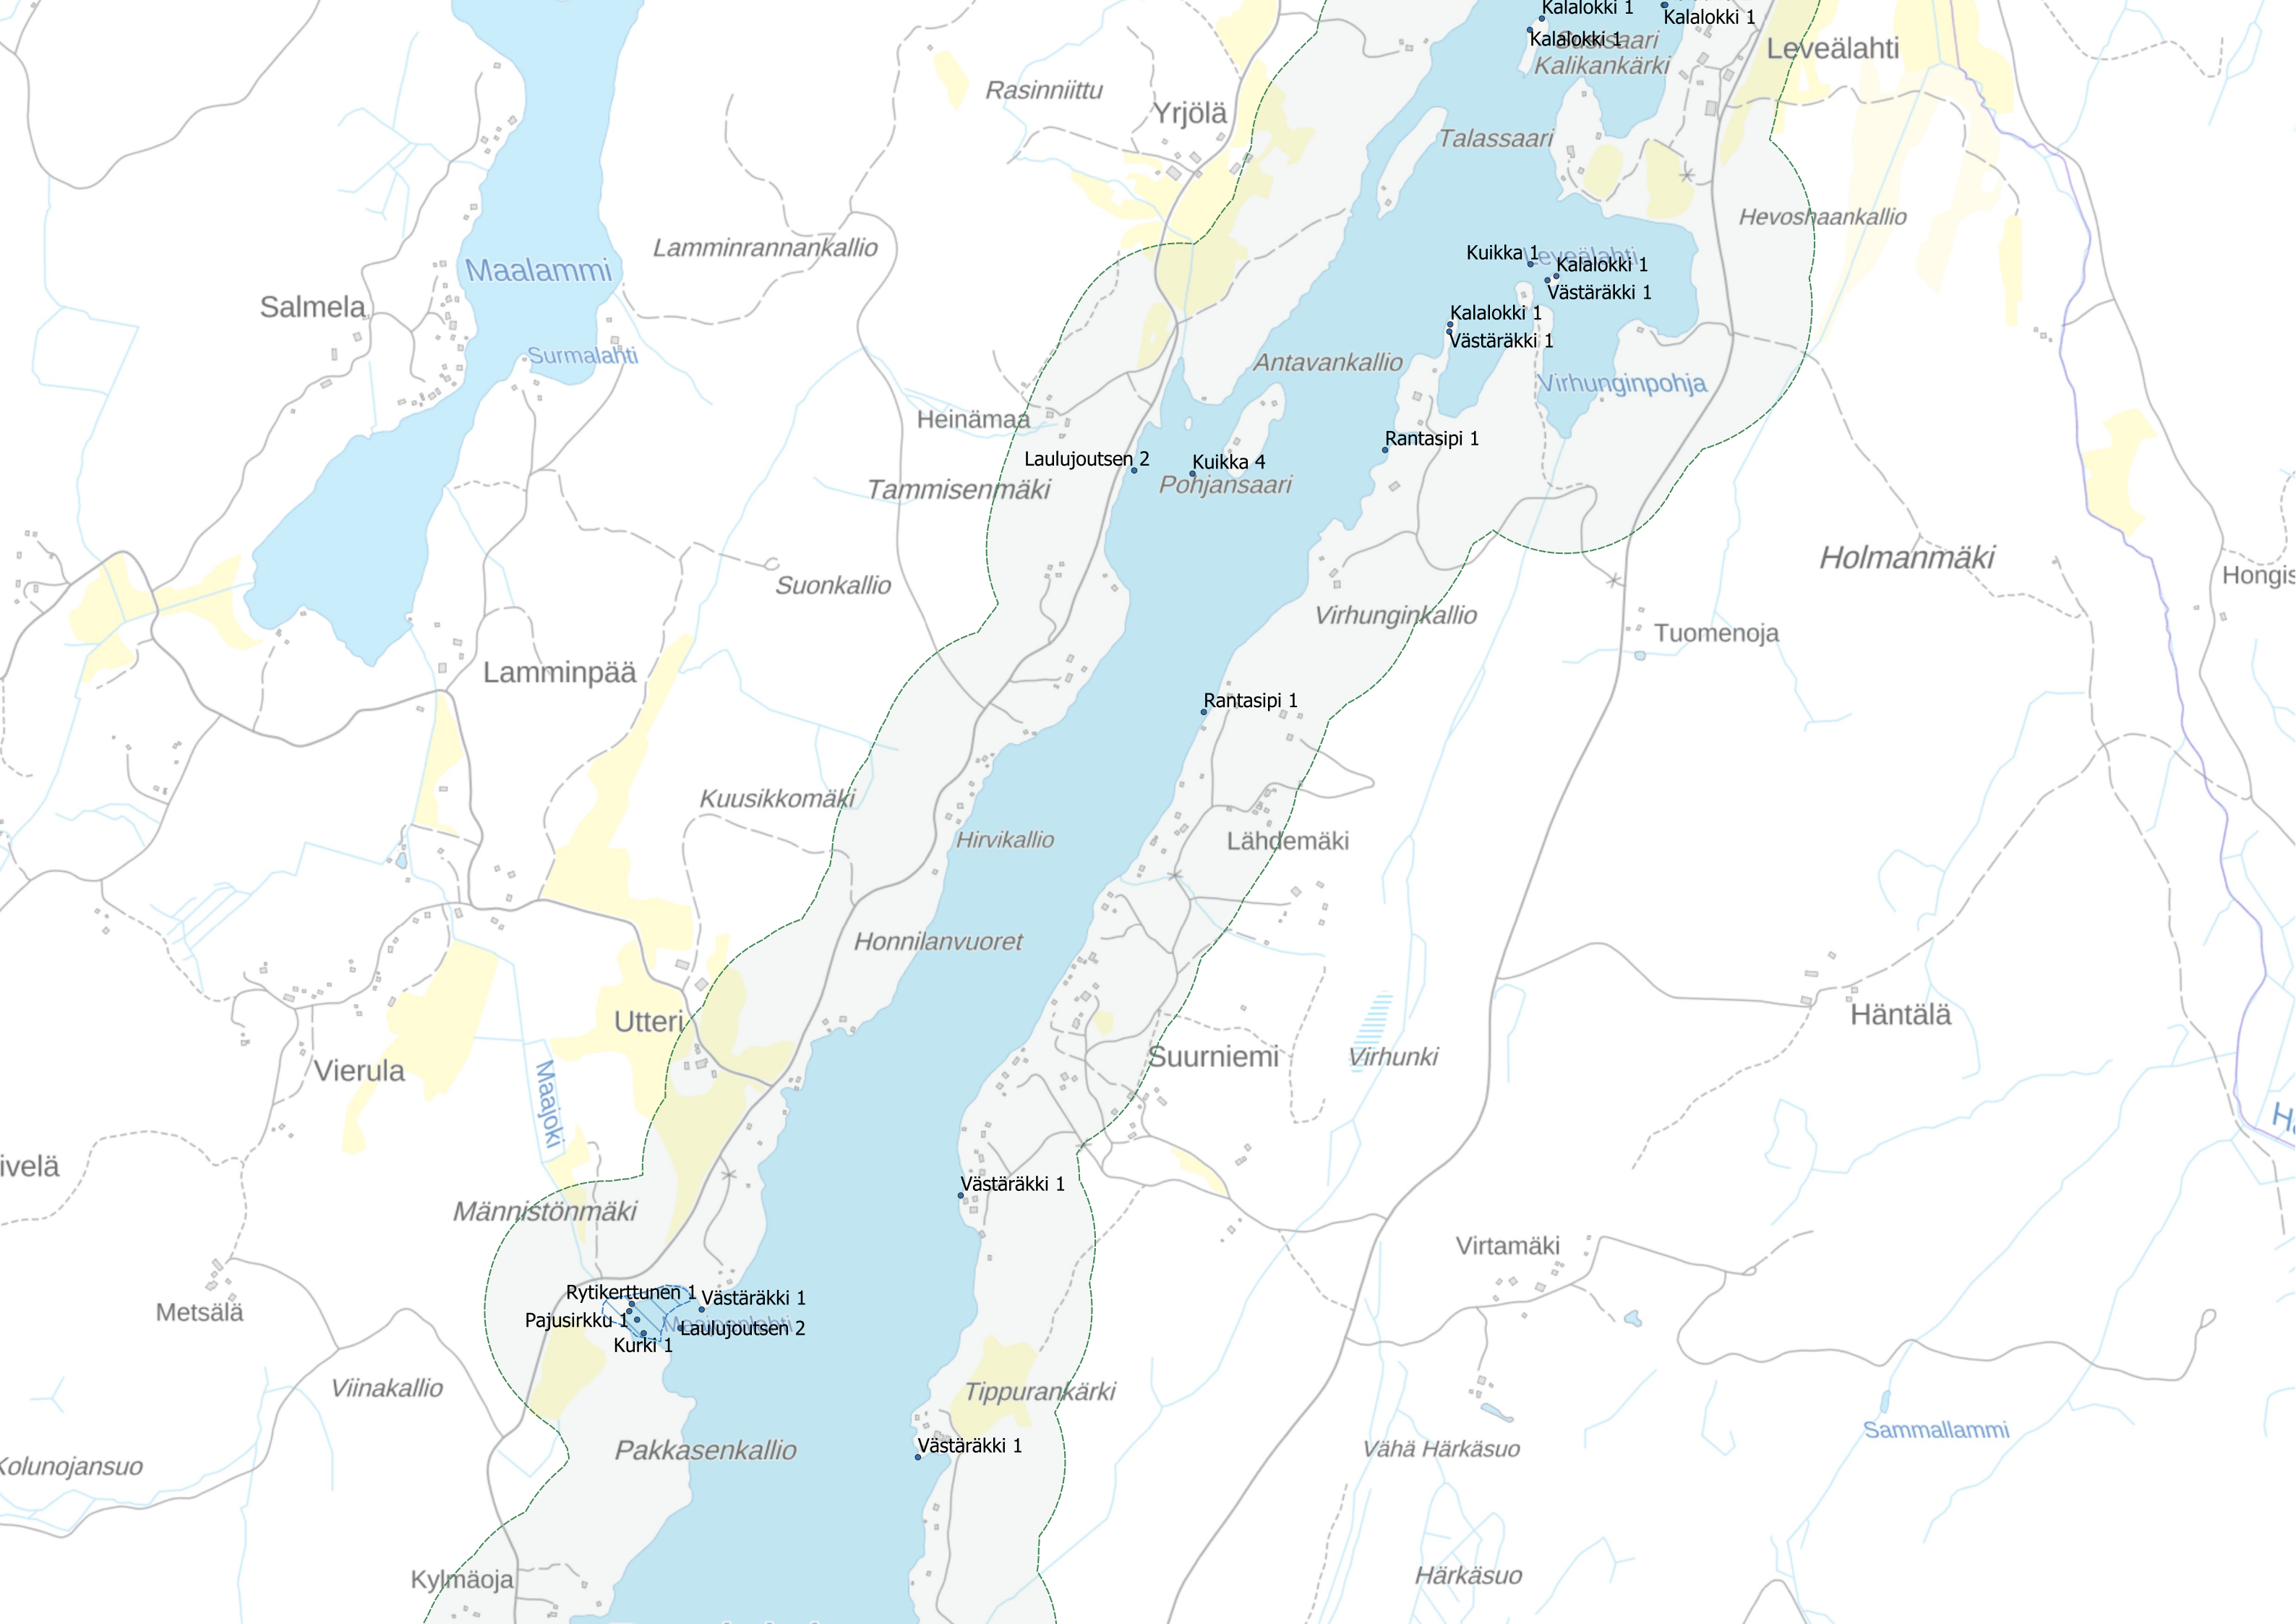 Kalalokki 1
Kalalokki 1
Kalalokki 1
Susisaari
Kalikankärki
Leveälahti
Rasinniittu
Yrjölä
Talassaari
Hevoshaankallio
Lamminrannankallio
Maalammi
Kuikka 1
Leveälahti
Kalalokki 1
Västäräkki 1
Salmela
Kalalokki 1
Västäräkki 1
Surmalahti
Antavankallio
Virhunginpohja
Heinämaa
Rantasipi 1
Laulujoutsen 2
Kuikka 4
Pohjansaari
Tammisenmäki
Holmanmäki
Hongis
Suonkallio
Virhunginkallio
Tuomenoja
Lamminpää
Rantasipi 1
Kuusikkomäki
Hirvikallio
Lähdemäki
Honnilanvuoret
Utteri
Häntälä
Vierula
Suurniemi
Virhunki
Maajoki
ivelä
Västäräkki 1
Männistönmäki
Virtamäki
Metsälä
Rytikerttunen 1
Västäräkki 1
Pajusirkku 1
Laulujoutsen 2
Kurki 1
Viinakallio
Tippurankärki
Sammallammi
Pakkasenkallio
Västäräkki 1
Vähä Härkäsuo
Kolunojansuo
Kylmäoja
Härkäsuo